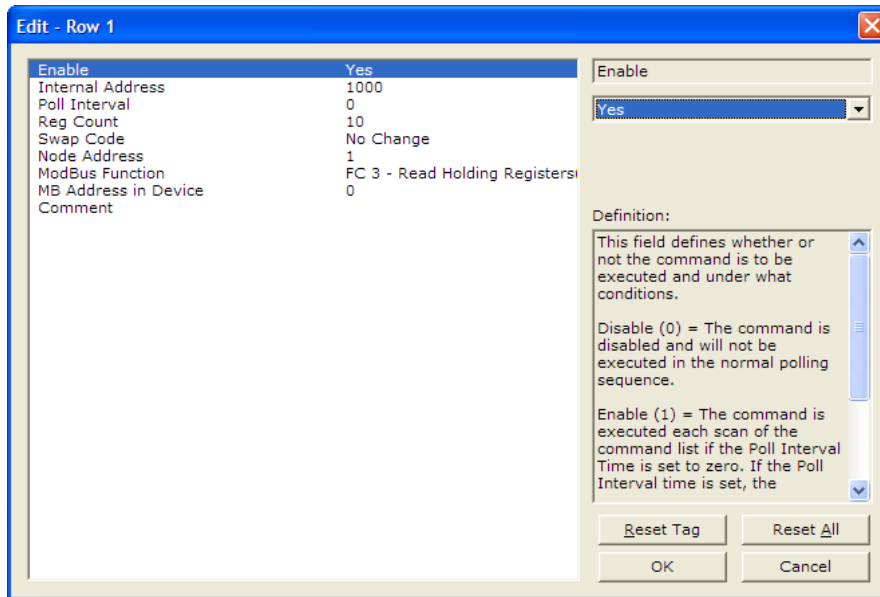 Edit - Row 1
Enable Yes
Internal Address 1000
Poll Interval 0
Reg Count 10
Swap Code No Change
Node Address 1
ModBus Function FC 3 - Read Holding Registers(
MB Address in Device 0
Comment
Enable
Yes
Definition:
This field defines whether or
not the command is to be
executed and under what
conditions.
Disable (0) = The command is
disabled and will not be
executed in the normal polling
sequence.
Enable (1) = The command is
executed each scan of the
command list if the Poll Interval
Time is set to zero. If the Poll
Interval time is set, the
Reset Tag Reset All
OK Cancel